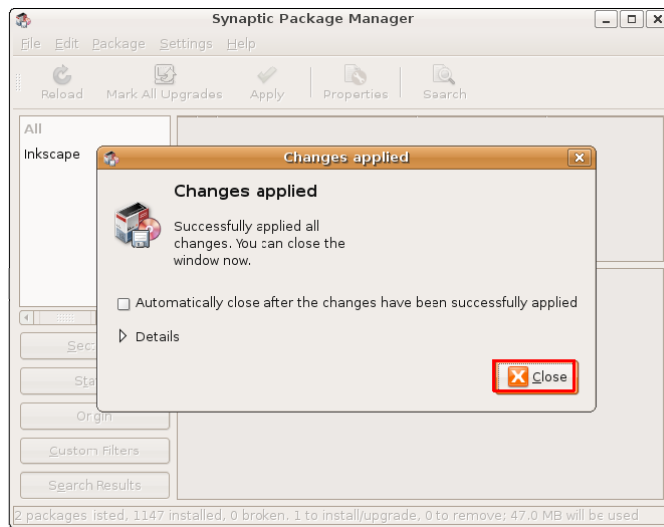 Synaptic Package Manager
File Edit Package Settings Help
Reload Mark All Upgrades Apply Properties Search
All
Inkscape
Changes applied
Changes applied
Successfully applied all
changes. You can close the
window now.
Automatically close after the changes have been successfully applied
Details
Close
Sec
Sta
Origin
Custom Filters
Search Results
2 packages listed, 1147 installed, 0 broken. 1 to install/upgrade, 0 to remove; 47.0 MB will be used